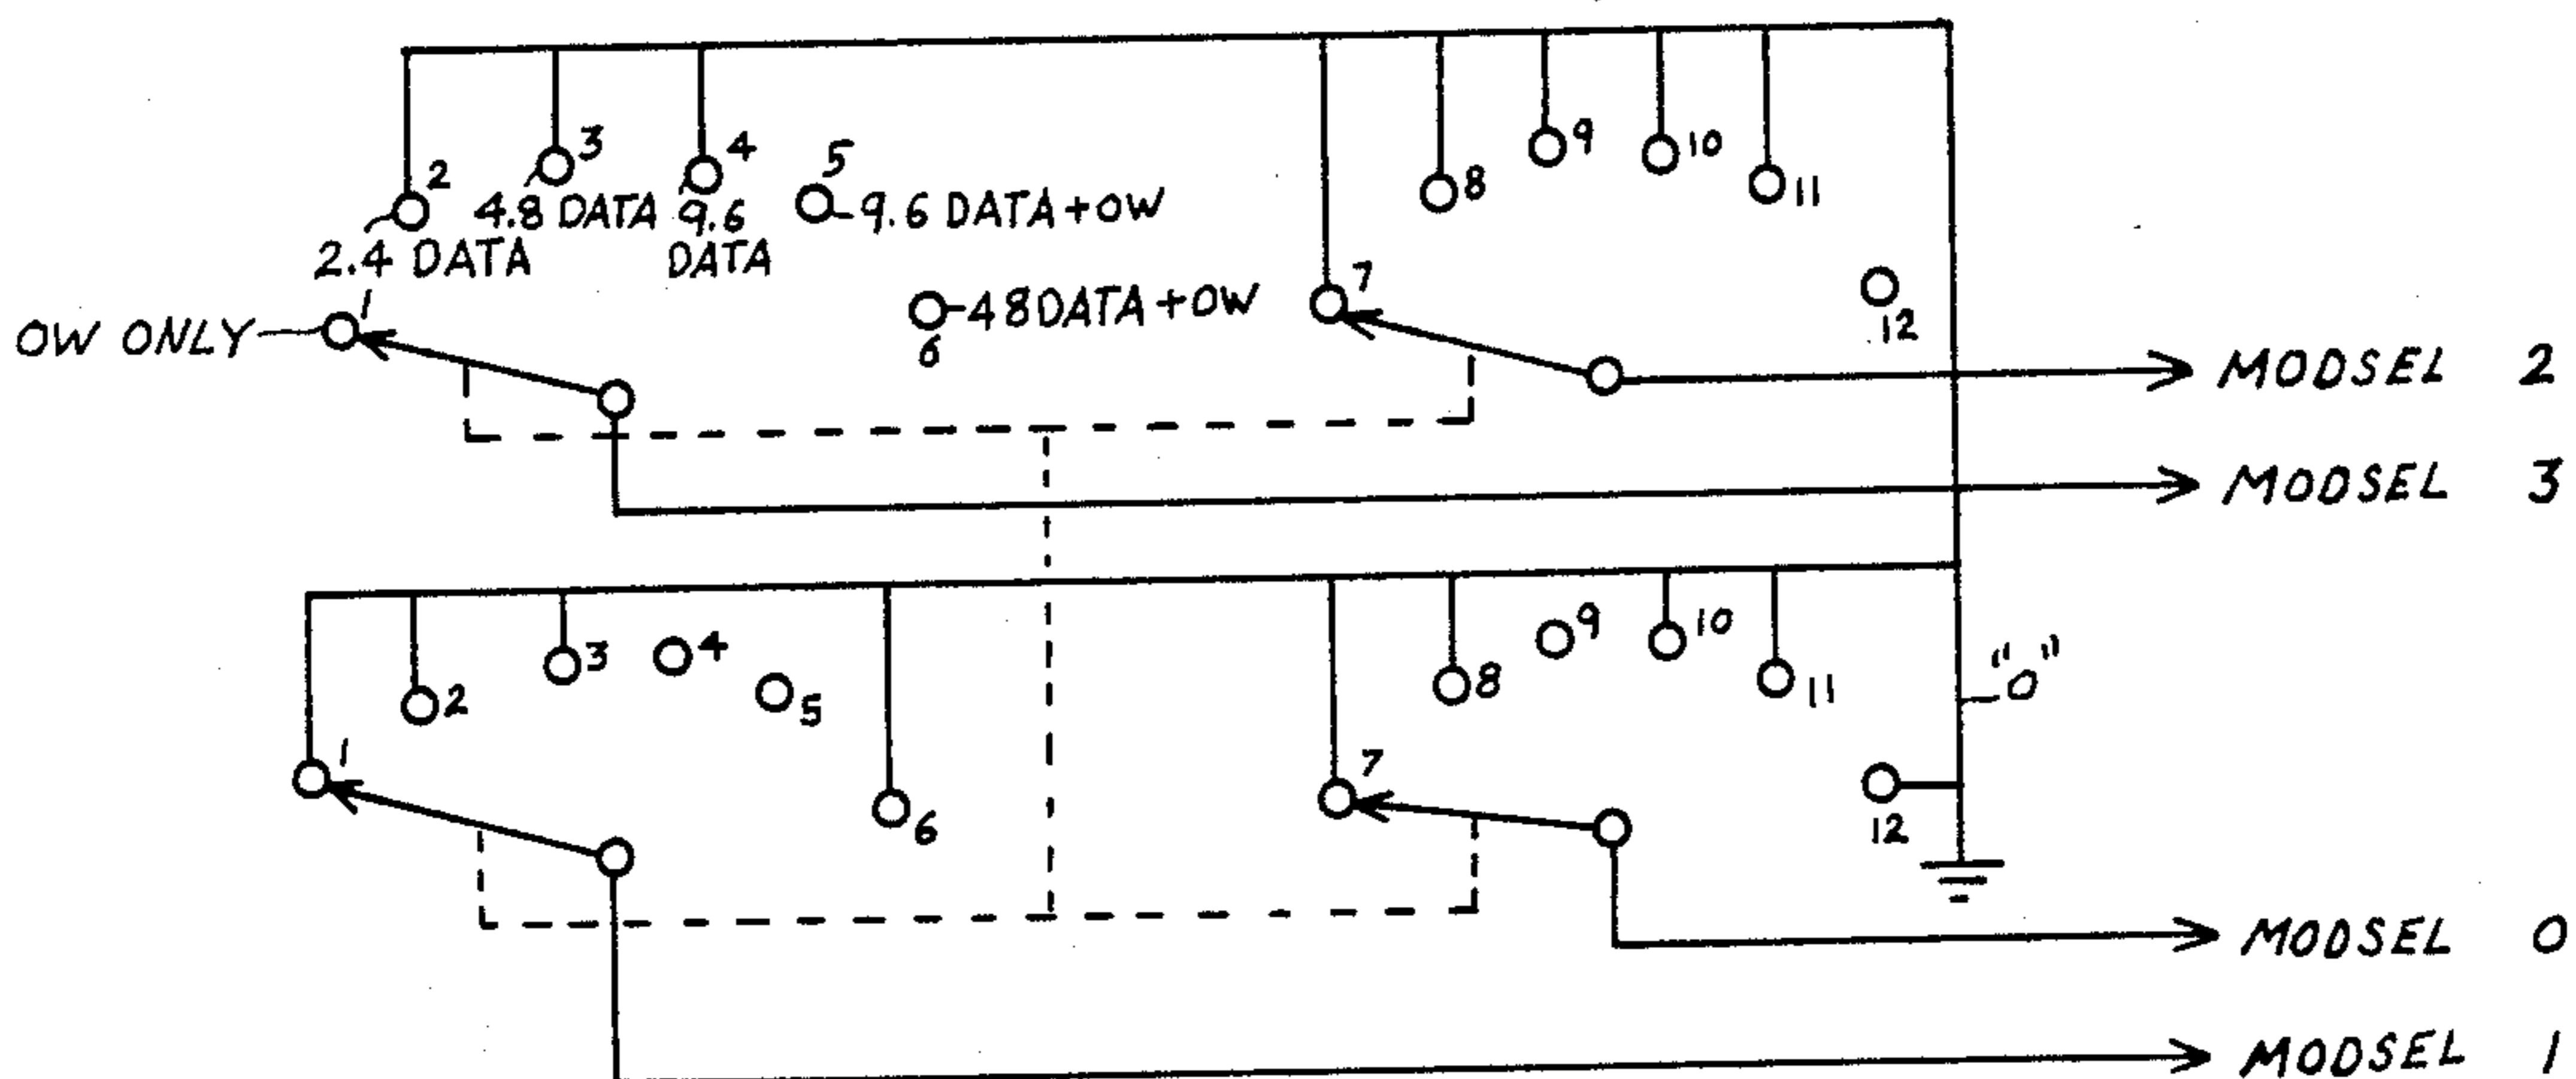 2
3
4
5
4.8 DATA
9.6 DATA
9.6 DATA+OW
2.4 DATA
1
OW ONLY
48DATA+OW
6
7
8
9
10
11
12
MODSEL 2
MODSEL 3
1
2
3
4
5
6
7
8
9
10
11
12
"0"
MODSEL 0
MODSEL 1